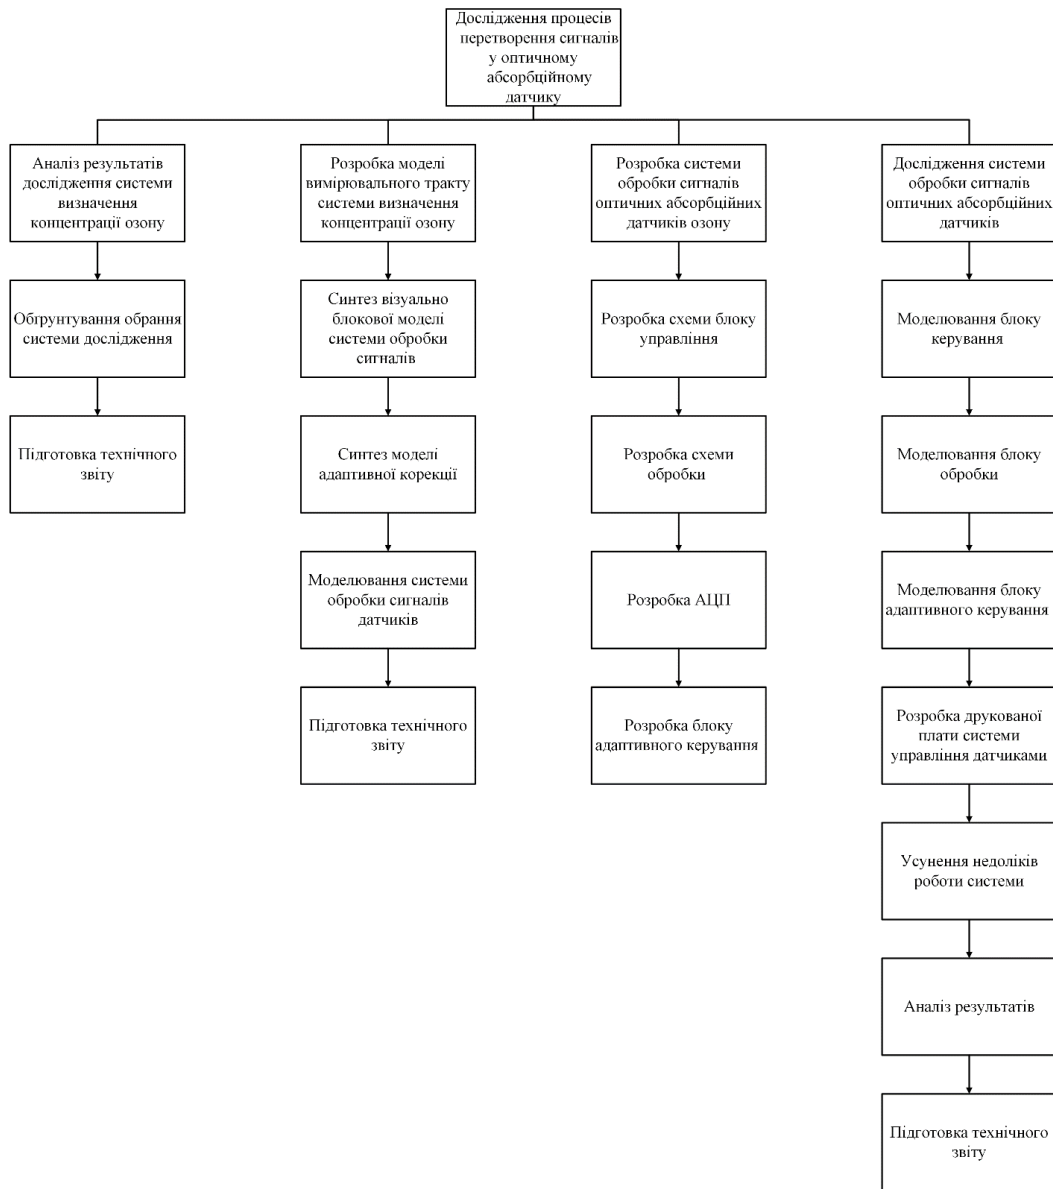 Дослідження процесів
перетворення сигналів
у оптичному
абсорбційному
датчику
Аналіз результатів
дослідження системи
визначення
концентрації озону
Обґрунтування обрання
системи дослідження
Підготовка технічного
звіту
Розробка моделі
вимірювального тракту
системи визначення
концентрації озону
Синтез візуально
блокової моделі
системи обробки
сигналів
Синтез моделі
адаптивної корекції
Моделювання системи
обробки сигналів
датчиків
Підготовка технічного
звіту
Розробка системи
обробки сигналів
оптичних абсорбційних
датчиків озону
Розробка схеми блоку
управління
Розробка схеми
обробки
Розробка АЦП
Розробка блоку
адаптивного керування
Дослідження системи
обробки сигналів
оптичних абсорбційних
датчиків
Моделювання блоку
керування
Моделювання блоку
обробки
Моделювання блоку
адаптивного керування
Розробка друкованої
плати системи
управління датчиками
Усунення недоліків
роботи системи
Аналіз результатів
Підготовка технічного
звіту